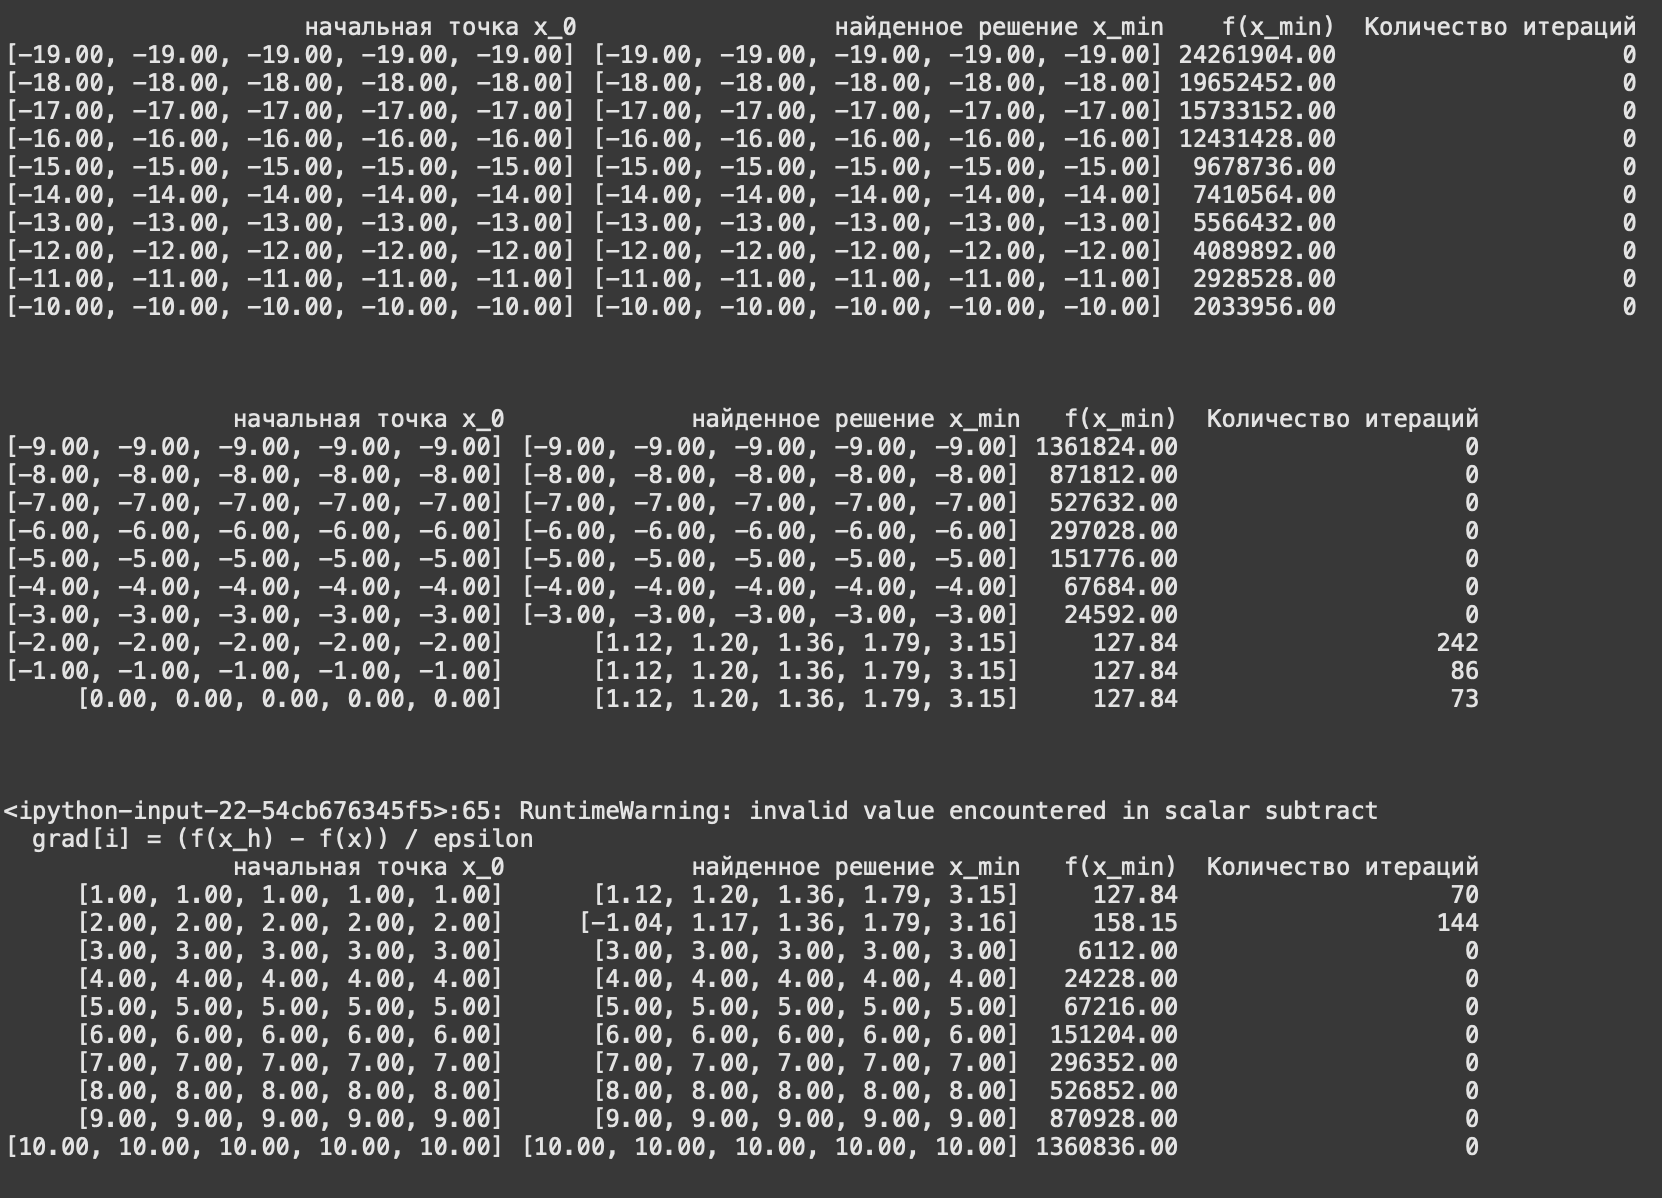 начальная точка x_0 найденное решение x_min f(x_min) Количество итераций
[-19.00, -19.00, -19.00, -19.00, -19.00] [-19.00, -19.00, -19.00, -19.00, -19.00] 24261904.00 0
[-18.00, -18.00, -18.00, -18.00, -18.00] [-18.00, -18.00, -18.00, -18.00, -18.00] 19652452.00 0
[-17.00, -17.00, -17.00, -17.00, -17.00] [-17.00, -17.00, -17.00, -17.00, -17.00] 15733152.00 0
[-16.00, -16.00, -16.00, -16.00, -16.00] [-16.00, -16.00, -16.00, -16.00, -16.00] 12431428.00 0
[-15.00, -15.00, -15.00, -15.00, -15.00] [-15.00, -15.00, -15.00, -15.00, -15.00] 9678736.00 0
[-14.00, -14.00, -14.00, -14.00, -14.00] [-14.00, -14.00, -14.00, -14.00, -14.00] 7410564.00 0
[-13.00, -13.00, -13.00, -13.00, -13.00] [-13.00, -13.00, -13.00, -13.00, -13.00] 5566432.00 0
[-12.00, -12.00, -12.00, -12.00, -12.00] [-12.00, -12.00, -12.00, -12.00, -12.00] 4089892.00 0
[-11.00, -11.00, -11.00, -11.00, -11.00] [-11.00, -11.00, -11.00, -11.00, -11.00] 2928528.00 0
[-10.00, -10.00, -10.00, -10.00, -10.00] [-10.00, -10.00, -10.00, -10.00, -10.00] 2033956.00 0
начальная точка x_0 найденное решение x_min f(x_min) Количество итераций
[-9.00, -9.00, -9.00, -9.00, -9.00] [-9.00, -9.00, -9.00, -9.00, -9.00] 1361824.00 0
[-8.00, -8.00, -8.00, -8.00, -8.00] [-8.00, -8.00, -8.00, -8.00, -8.00] 871812.00 0
[-7.00, -7.00, -7.00, -7.00, -7.00] [-7.00, -7.00, -7.00, -7.00, -7.00] 527632.00 0
[-6.00, -6.00, -6.00, -6.00, -6.00] [-6.00, -6.00, -6.00, -6.00, -6.00] 297028.00 0
[-5.00, -5.00, -5.00, -5.00, -5.00] [-5.00, -5.00, -5.00, -5.00, -5.00] 151776.00 0
[-4.00, -4.00, -4.00, -4.00, -4.00] [-4.00, -4.00, -4.00, -4.00, -4.00] 67684.00 0
[-3.00, -3.00, -3.00, -3.00, -3.00] [-3.00, -3.00, -3.00, -3.00, -3.00] 24592.00 0
[-2.00, -2.00, -2.00, -2.00, -2.00] [1.12, 1.20, 1.36, 1.79, 3.15] 127.84 242
[-1.00, -1.00, -1.00, -1.00, -1.00] [1.12, 1.20, 1.36, 1.79, 3.15] 127.84 86
[0.00, 0.00, 0.00, 0.00, 0.00] [1.12, 1.20, 1.36, 1.79, 3.15] 127.84 73
<ipython-input-22-54cb676345f5>:65: RuntimeWarning: invalid value encountered in scalar subtract
grad[i] = (f(x_h) - f(x)) / epsilon
начальная точка x_0 найденное решение x_min f(x_min) Количество итераций
[1.00, 1.00, 1.00, 1.00, 1.00] [1.12, 1.20, 1.36, 1.79, 3.15] 127.84 70
[2.00, 2.00, 2.00, 2.00, 2.00] [-1.04, 1.17, 1.36, 1.79, 3.16] 158.15 144
[3.00, 3.00, 3.00, 3.00, 3.00] [3.00, 3.00, 3.00, 3.00, 3.00] 6112.00 0
[4.00, 4.00, 4.00, 4.00, 4.00] [4.00, 4.00, 4.00, 4.00, 4.00] 24228.00 0
[5.00, 5.00, 5.00, 5.00, 5.00] [5.00, 5.00, 5.00, 5.00, 5.00] 67216.00 0
[6.00, 6.00, 6.00, 6.00, 6.00] [6.00, 6.00, 6.00, 6.00, 6.00] 151204.00 0
[7.00, 7.00, 7.00, 7.00, 7.00] [7.00, 7.00, 7.00, 7.00, 7.00] 296352.00 0
[8.00, 8.00, 8.00, 8.00, 8.00] [8.00, 8.00, 8.00, 8.00, 8.00] 526852.00 0
[9.00, 9.00, 9.00, 9.00, 9.00] [9.00, 9.00, 9.00, 9.00, 9.00] 870928.00 0
[10.00, 10.00, 10.00, 10.00, 10.00] [10.00, 10.00, 10.00, 10.00, 10.00] 1360836.00 0